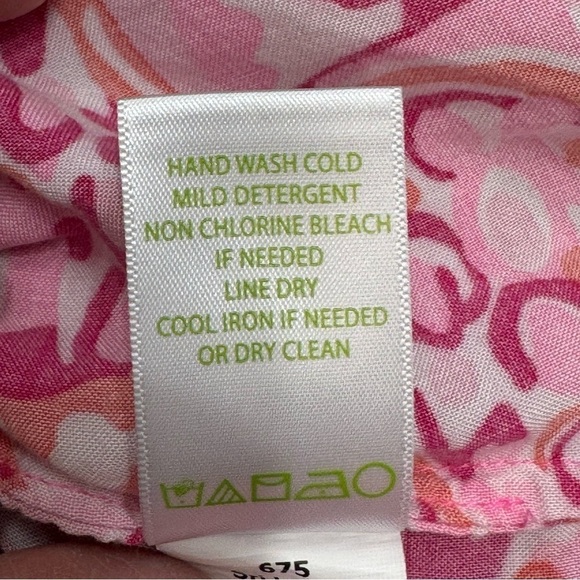 HAND WASH COLD
MILD DETERGENT
NON CHLORINE BLEACH
IF NEEDED
LINE DRY
COOL IRON IF NEEDED
OR DRY CLEAN
675